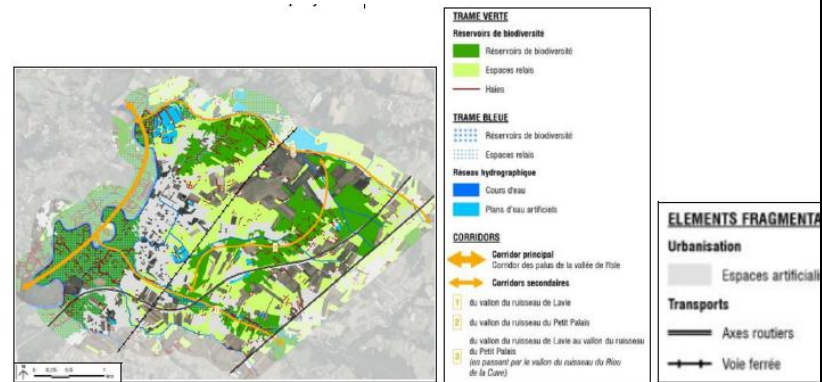 TRAME VERTE
Réservoirs de biodiversité
Réservoirs de biodiversité
Espaces relais
Haies
TRAME BLEUE
Réservoirs de biodiversité
Espaces relais
Réseau hydrographique
Cours d'eau
Plans d'eau artificiels
CORRIDORS
Corridor principal
Corridor des palus de la vallée de l'Isle
Corridors secondaires
1 du vallon du ruisseau de Lavie
2 du vallon du ruisseau du Petit Palais
3 du vallon du ruisseau de Lavie au vallon du ruisseau
du Petit Palais
(en passant par le vallon du ruisseau du Rieu
de la Cuve)
ELEMENTS FRAGMENTA
Urbanisation
Espaces artificiali
Transports
Axes routiers
Voie ferrée